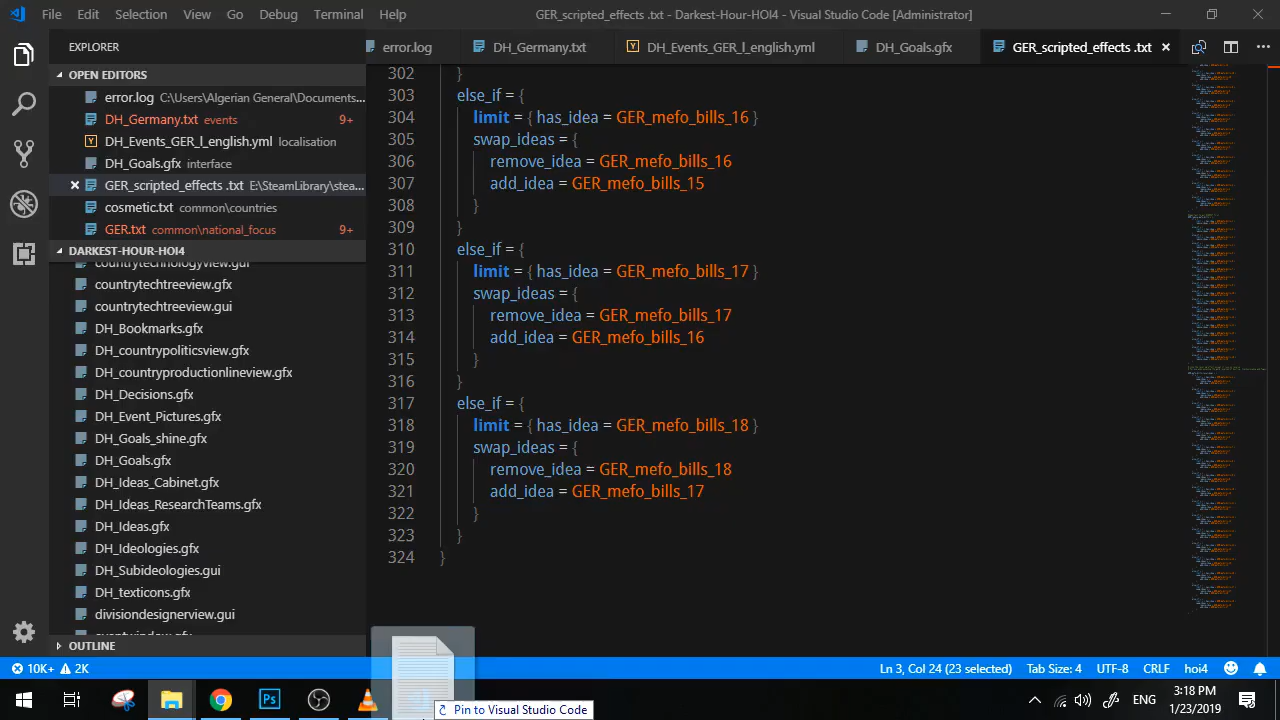 File Edit Selection View Go Debug Terminal Help
GER_scripted_effects .txt - Darkest-Hour-HOI4 - Visual Studio Code [Administrator]
EXPLORER
error.log
DH_Germany.txt
DH_Events_GER_l_english.yml
DH_Goals.gfx
GER_scripted_effects .txt
OPEN EDITORS
error.log C:\Users\Algerian General\Docum...
DH_Germany.txt events 9+
DH_Events_GER_l_english.yml localisation
DH_Goals.gfx interface
GER_scripted_effects .txt E:\SteamLibrary\stea...
cosmetic.txt common\countries
GER.txt common\national_focus 9+
DARKEST-HOUR-HOI4
countrytechnologyview.gui
countrytechtreeview.gfx
countrytechtreeview.gui
DH_Bookmarks.gfx
DH_countrypoliticsview.gfx
DH_countryproductionlineview.gfx
DH_Decisions.gfx
DH_Event_Pictures.gfx
DH_Goals_shine.gfx
DH_Goals.gfx
DH_Ideas_Cabinet.gfx
DH_Ideas_ResearchTeams.gfx
DH_Ideas.gfx
DH_Ideologies.gfx
DH_Subideologies.gui
DH_texticons.gfx
divisiondesignerview.gui
eventwindow.gfx
OUTLINE
302 }
303 else_if = {
304 limit = { has_idea = GER_mefo_bills_16 }
305 swap_ideas = {
306 remove_idea = GER_mefo_bills_16
307 add_idea = GER_mefo_bills_15
308 }
309 }
310 else_if = {
311 limit = { has_idea = GER_mefo_bills_17 }
312 swap_ideas = {
313 remove_idea = GER_mefo_bills_17
314 add_idea = GER_mefo_bills_16
315 }
316 }
317 else_if = {
318 limit = { has_idea = GER_mefo_bills_18 }
319 swap_ideas = {
320 remove_idea = GER_mefo_bills_18
321 add_idea = GER_mefo_bills_17
322 }
323 }
324 }
10K+ 2K
Ln 3, Col 24 (23 selected) Tab Size: 4 UTF-8 CRLF hoi4
Pin to Visual Studio Code
ENG
1/23/2019